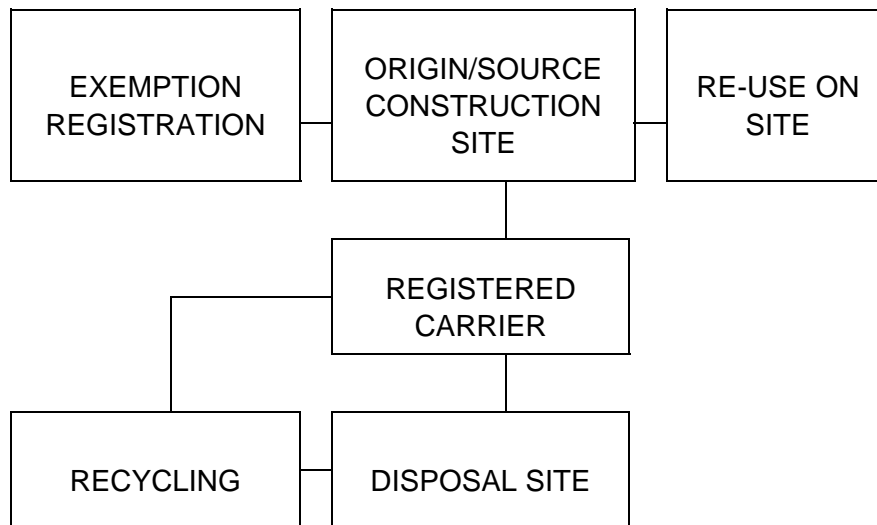 EXEMPTION
REGISTRATION
ORIGIN/SOURCE
CONSTRUCTION
SITE
RE-USE ON
SITE
REGISTERED
CARRIER
RECYCLING
DISPOSAL SITE